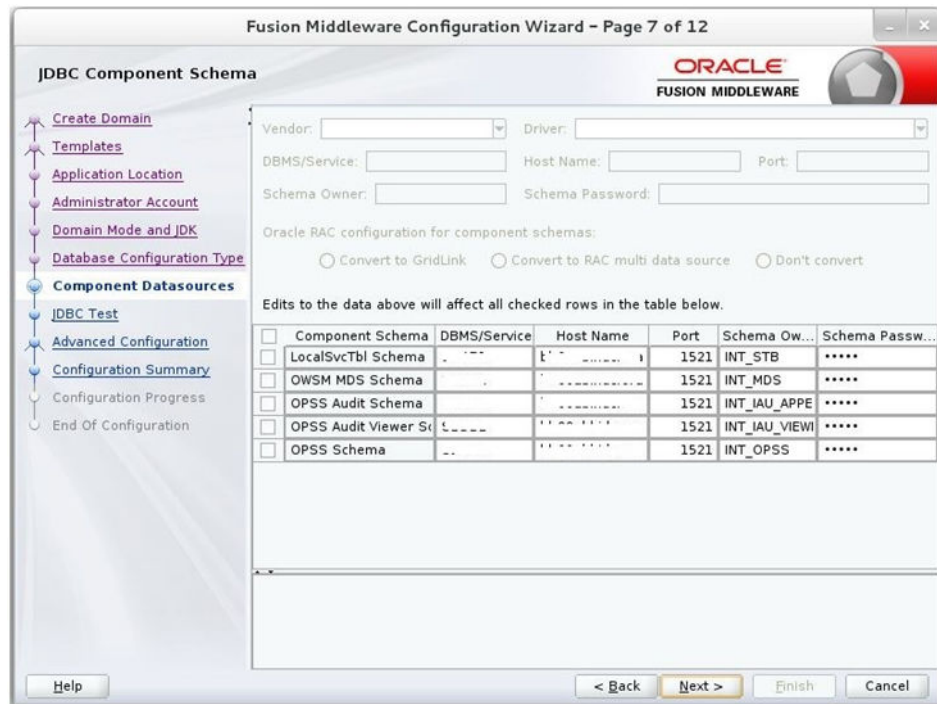 Fusion Middleware Configuration Wizard – Page 7 of 12
JDBC Component Schema
ORACLE
FUSION MIDDLEWARE
Create Domain
Templates
Application Location
Administrator Account
Domain Mode and JDK
Database Configuration Type
Component Datasources
JDBC Test
Advanced Configuration
Configuration Summary
Configuration Progress
End Of Configuration
Vendor: Driver:
DBMS/Service: Host Name: Port:
Schema Owner: Schema Password:
Oracle RAC configuration for component schemas:
Convert to GridLink Convert to RAC multi data source Don't convert
Edits to the data above will affect all checked rows in the table below.
Component Schema DBMS/Service Host Name Port Schema Ow... Schema Passw...
LocalSvcTbl Schema 1521 INT_STB •••••
OWSM MDS Schema 1521 INT_MDS •••••
OPSS Audit Schema 1521 INT_IAU_APPE •••••
OPSS Audit Viewer Sc 1521 INT_IAU_VIEWI •••••
OPSS Schema 1521 INT_OPSS •••••
Help < Back Next > Finish Cancel